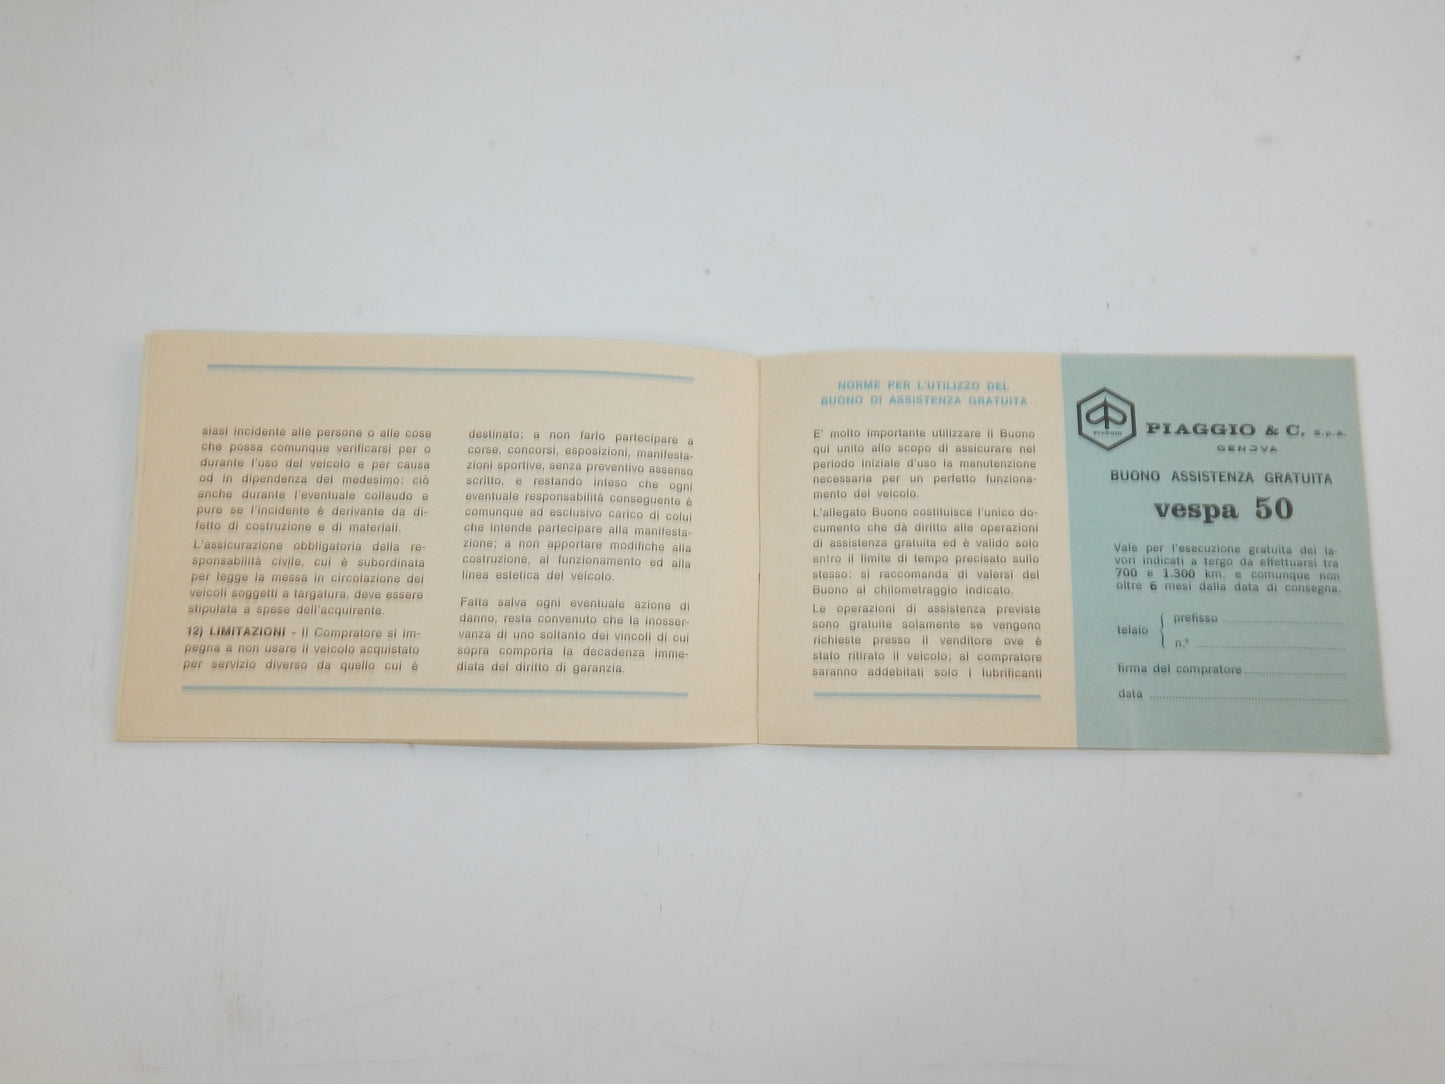 siasi incidente alle persone o alle cose
che possa comunque verificarsi per o
durante l'uso del veicolo e per causa
od in dipendenza del medesimo: ciò
anche durante l'eventuale collaudo e
pure se l'incidente è derivante da di-
fetto di costruzione e di materiali.
L'assicurazione obbligatoria della re-
sponsabilità civile, cui è subordinata
per legge la messa in circolazione dei
veicoli soggetti a targatura, deve essere
stipulata a spese dell'acquirente.
12) LIMITAZIONI - Il Compratore si im-
pegna a non usare il veicolo acquistato
per servizio diverso da quello cui è
destinato; a non farlo partecipare a
corse, concorsi, esposizioni, manifesta-
zioni sportive, senza preventivo assenso
scritto, e restando inteso che ogni
eventuale responsabilità conseguente è
comunque ad esclusivo carico di colui
che intende partecipare alla manifesta-
zione; a non apportare modifiche alla
costruzione, al funzionamento ed alla
linea estetica del veicolo.
Fatta salva ogni eventuale azione di
danno, resta convenuto che la inosser-
vanza di uno soltanto dei vincoli di cui
sopra comporta la decadenza imme-
diata del diritto di garanzia.
NORME PER L'UTILIZZO DEL
BUONO DI ASSISTENZA GRATUITA
E' molto importante utilizzare il Buono
qui unito allo scopo di assicurare nel
periodo iniziale d'uso la manutenzione
necessaria per un perfetto funziona-
mento del veicolo.
L'allegato Buono costituisce l'unico do-
cumento che dà diritto alle operazioni
di assistenza gratuita ed è valido solo
entro il limite di tempo precisato sullo
stesso: si raccomanda di valersi del
Buono al chilometraggio indicato.
Le operazioni di assistenza previste
sono gratuite solamente se vengono
richieste presso il venditore ove è
stato ritirato il veicolo; al compratore
saranno addebitati solo i lubrificanti
PIAGGIO
PIAGGIO & C. S.p.A.
GENOVA
BUONO ASSISTENZA GRATUITA
vespa 50
Vale per l'esecuzione gratuita dei la-
vori indicati a tergo da effettuarsi tra
700 e 1.300 km. e comunque non
oltre 6 mesi dalla data di consegna.
telaio { prefisso
n.°
firma del compratore
data